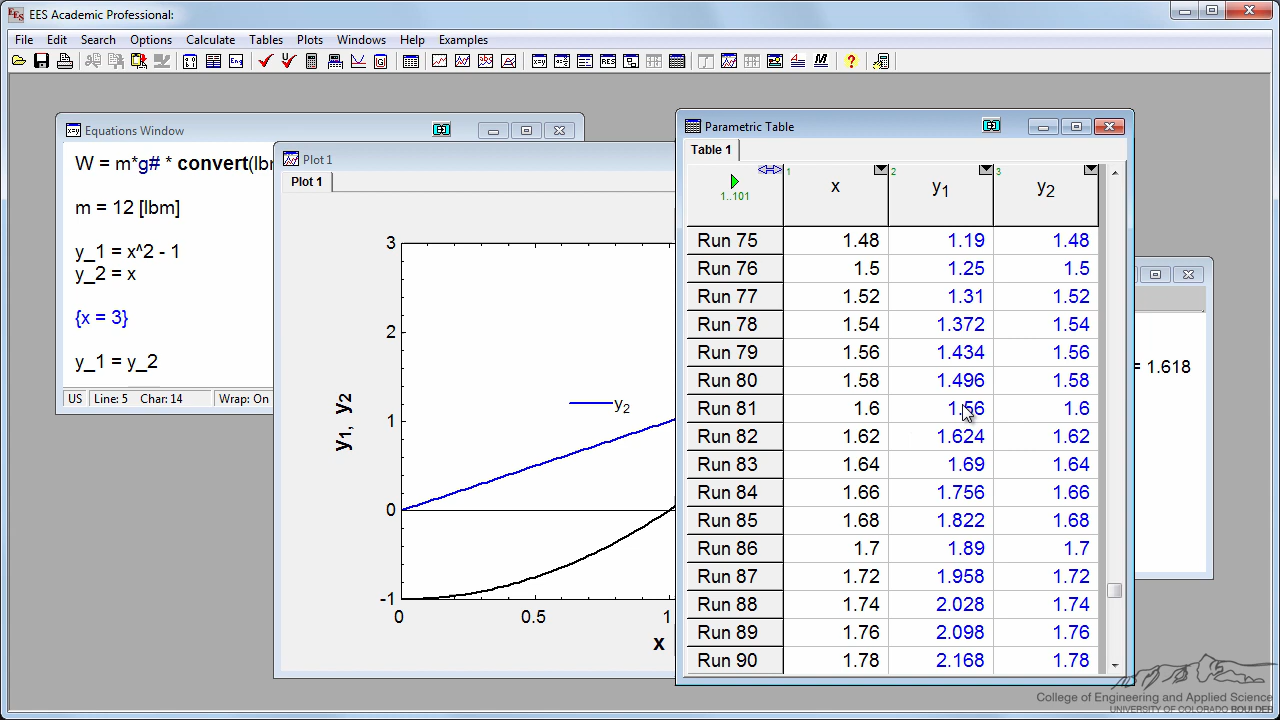 EES Academic Professional:
File Edit Search Options Calculate Tables Plots Windows Help Examples
Equations Window
W = m*g# * convert(lbm
m = 12 [lbm]
y_1 = x^2 - 1
y_2 = x
{x = 3}
y_1 = y_2
US Line: 5 Char: 14 Wrap: On
Plot 1
Plot 1
3
2
1
0
-1
0 0.5 1
x
y1, y2
y2
Parametric Table
Table 1
1..101
1 x 2 y1 3 y2
Run 75 1.48 1.19 1.48
Run 76 1.5 1.25 1.5
Run 77 1.52 1.31 1.52
Run 78 1.54 1.372 1.54
Run 79 1.56 1.434 1.56
Run 80 1.58 1.496 1.58
Run 81 1.6 1.56 1.6
Run 82 1.62 1.624 1.62
Run 83 1.64 1.69 1.64
Run 84 1.66 1.756 1.66
Run 85 1.68 1.822 1.68
Run 86 1.7 1.89 1.7
Run 87 1.72 1.958 1.72
Run 88 1.74 2.028 1.74
Run 89 1.76 2.098 1.76
Run 90 1.78 2.168 1.78
= 1.618
College of Engineering and Applied Science
UNIVERSITY OF COLORADO BOULDER